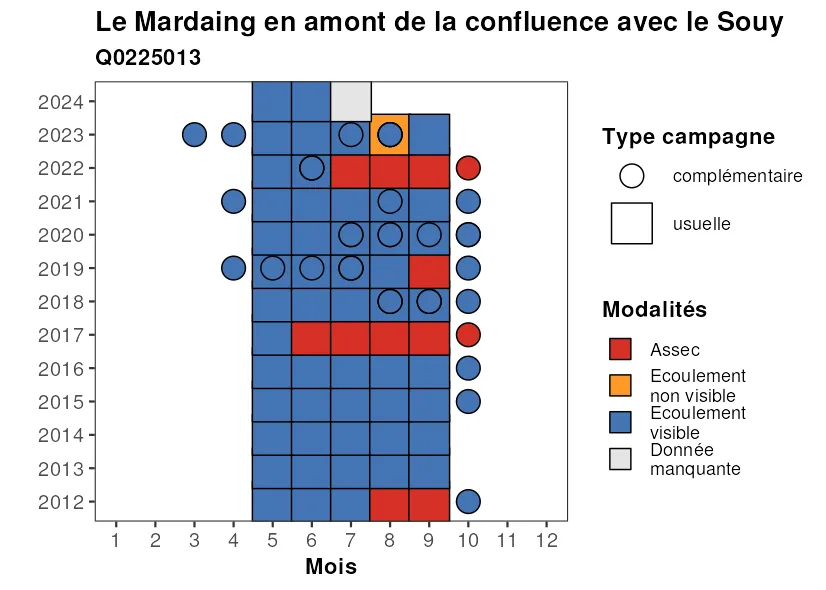 Le Mardaing en amont de la confluence avec le Souy
Q0225013
2024
2023
2022
2021
2020
2019
2018
2017
2016
2015
2014
2013
2012
1 2 3 4 5 6 7 8 9 10 11 12
Mois
Type campagne
complémentaire
usuelle
Modalités
Assec
Ecoulement
non visible
Ecoulement
visible
Donnée
manquante